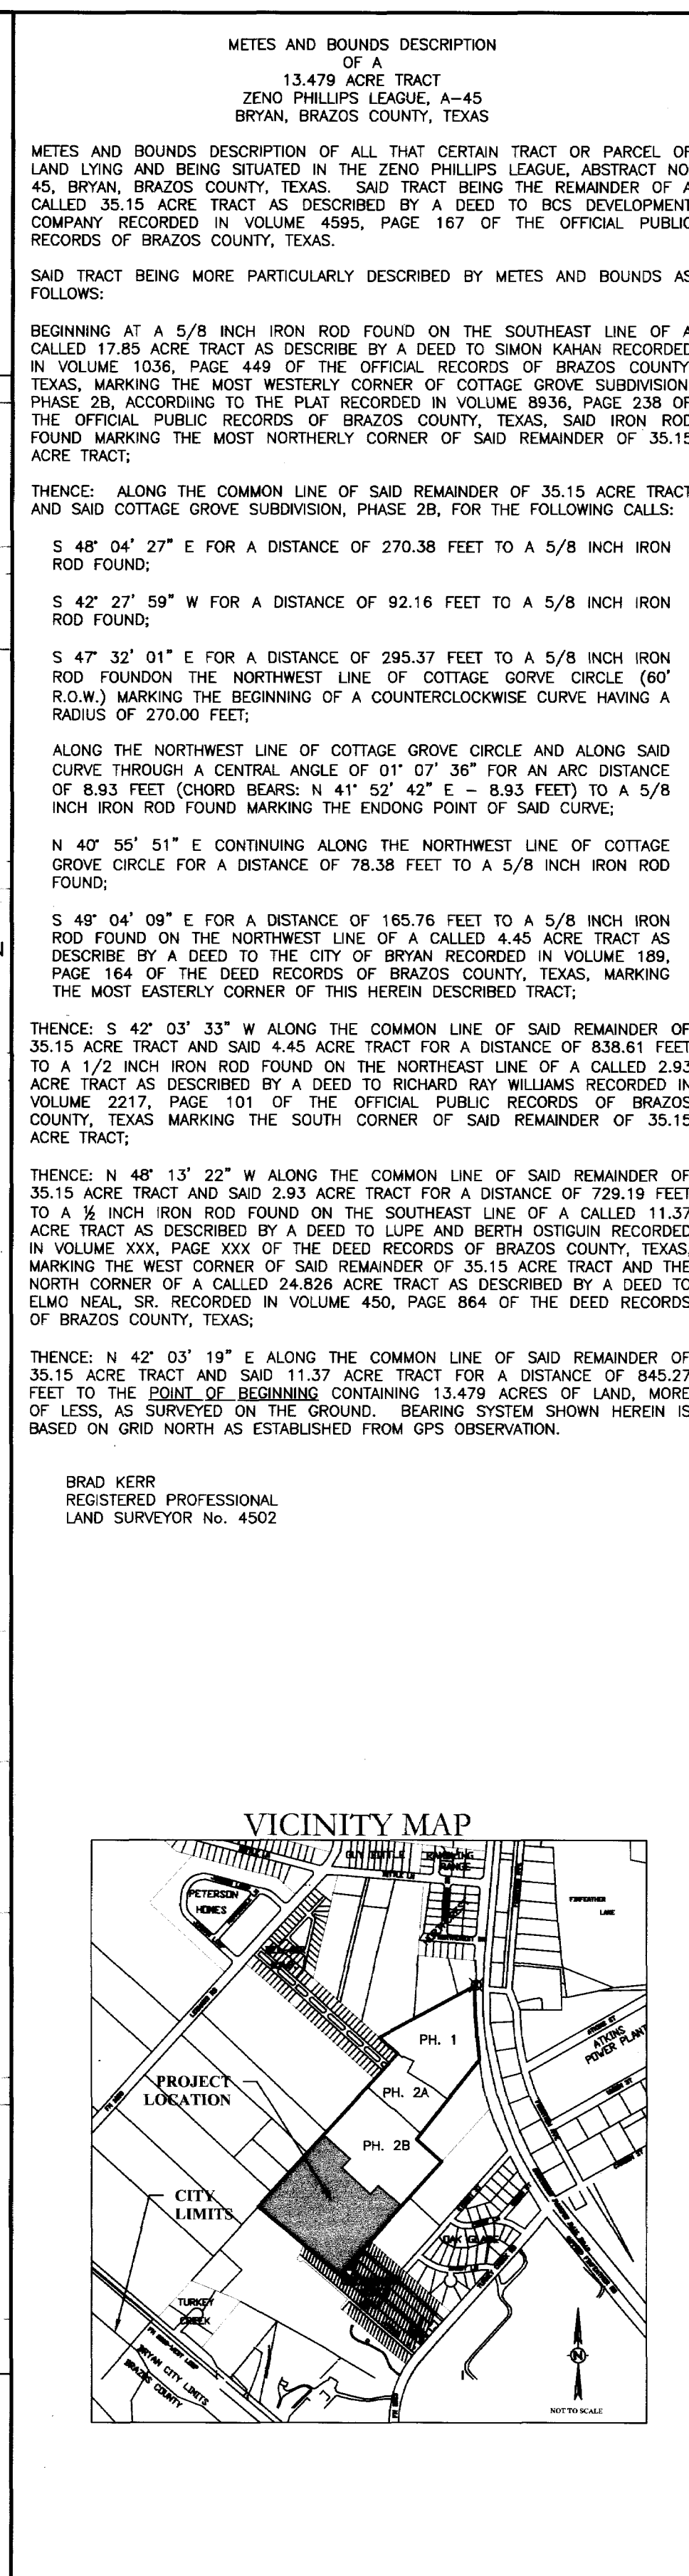 METES AND BOUNDS DESCRIPTION
OF A
13.479 ACRE TRACT
ZENO PHILLIPS LEAGUE, A-45
BRYAN, BRAZOS COUNTY, TEXAS
METES AND BOUNDS DESCRIPTION OF ALL THAT CERTAIN TRACT OR PARCEL OF
LAND LYING AND BEING SITUATED IN THE ZENO PHILLIPS LEAGUE, ABSTRACT NO
45, BRYAN, BRAZOS COUNTY, TEXAS. SAID TRACT BEING THE REMAINDER OF A
CALLED 35.15 ACRE TRACT AS DESCRIBED BY A DEED TO BCS DEVELOPMENT
COMPANY RECORDED IN VOLUME 4595, PAGE 167 OF THE OFFICIAL PUBLIC
RECORDS OF BRAZOS COUNTY, TEXAS.
SAID TRACT BEING MORE PARTICULARLY DESCRIBED BY METES AND BOUNDS AS
FOLLOWS:
BEGINNING AT A 5/8 INCH IRON ROD FOUND ON THE SOUTHEAST LINE OF A
CALLED 17.85 ACRE TRACT AS DESCRIBE BY A DEED TO SIMON KAHAN RECORDED
IN VOLUME 1036, PAGE 449 OF THE OFFICIAL RECORDS OF BRAZOS COUNTY
TEXAS, MARKING THE MOST WESTERLY CORNER OF COTTAGE GROVE SUBDIVISION
PHASE 2B, ACCORDIING TO THE PLAT RECORDED IN VOLUME 8936, PAGE 238 OF
THE OFFICIAL PUBLIC RECORDS OF BRAZOS COUNTY, TEXAS, SAID IRON ROD
FOUND MARKING THE MOST NORTHERLY CORNER OF SAID REMAINDER OF 35.15
ACRE TRACT;
THENCE: ALONG THE COMMON LINE OF SAID REMAINDER OF 35.15 ACRE TRACT
AND SAID COTTAGE GROVE SUBDIVISION, PHASE 2B, FOR THE FOLLOWING CALLS:
S 48° 04' 27" E FOR A DISTANCE OF 270.38 FEET TO A 5/8 INCH IRON
ROD FOUND;
S 42° 27' 59" W FOR A DISTANCE OF 92.16 FEET TO A 5/8 INCH IRON
ROD FOUND;
S 47° 32' 01" E FOR A DISTANCE OF 295.37 FEET TO A 5/8 INCH IRON
ROD FOUNDON THE NORTHWEST LINE OF COTTAGE GORVE CIRCLE (60'
R.O.W.) MARKING THE BEGINNING OF A COUNTERCLOCKWISE CURVE HAVING A
RADIUS OF 270.00 FEET;
ALONG THE NORTHWEST LINE OF COTTAGE GROVE CIRCLE AND ALONG SAID
CURVE THROUGH A CENTRAL ANGLE OF 01° 07' 36" FOR AN ARC DISTANCE
OF 8.93 FEET (CHORD BEARS: N 41° 52' 42" E - 8.93 FEET) TO A 5/8
INCH IRON ROD FOUND MARKING THE ENDONG POINT OF SAID CURVE;
N 40° 55' 51" E CONTINUING ALONG THE NORTHWEST LINE OF COTTAGE
GROVE CIRCLE FOR A DISTANCE OF 78.38 FEET TO A 5/8 INCH IRON ROD
FOUND;
S 49° 04' 09" E FOR A DISTANCE OF 165.76 FEET TO A 5/8 INCH IRON
ROD FOUND ON THE NORTHWEST LINE OF A CALLED 4.45 ACRE TRACT AS
DESCRIBE BY A DEED TO THE CITY OF BRYAN RECORDED IN VOLUME 189,
PAGE 164 OF THE DEED RECORDS OF BRAZOS COUNTY, TEXAS, MARKING
THE MOST EASTERLY CORNER OF THIS HEREIN DESCRIBED TRACT;
THENCE: S 42° 03' 33" W ALONG THE COMMON LINE OF SAID REMAINDER OF
35.15 ACRE TRACT AND SAID 4.45 ACRE TRACT FOR A DISTANCE OF 838.61 FEET
TO A 1/2 INCH IRON ROD FOUND ON THE NORTHEAST LINE OF A CALLED 2.93
ACRE TRACT AS DESCRIBED BY A DEED TO RICHARD RAY WILLIAMS RECORDED IN
VOLUME 2217, PAGE 101 OF THE OFFICIAL PUBLIC RECORDS OF BRAZOS
COUNTY, TEXAS MARKING THE SOUTH CORNER OF SAID REMAINDER OF 35.15
ACRE TRACT;
THENCE: N 48° 13' 22" W ALONG THE COMMON LINE OF SAID REMAINDER OF
35.15 ACRE TRACT AND SAID 2.93 ACRE TRACT FOR A DISTANCE OF 729.19 FEET
TO A ½ INCH IRON ROD FOUND ON THE SOUTHEAST LINE OF A CALLED 11.37
ACRE TRACT AS DESCRIBED BY A DEED TO LUPE AND BERTH OSTIGUIN RECORDED
IN VOLUME XXX, PAGE XXX OF THE DEED RECORDS OF BRAZOS COUNTY, TEXAS,
MARKING THE WEST CORNER OF SAID REMAINDER OF 35.15 ACRE TRACT AND THE
NORTH CORNER OF A CALLED 24.826 ACRE TRACT AS DESCRIBED BY A DEED TO
ELMO NEAL, SR. RECORDED IN VOLUME 450, PAGE 864 OF THE DEED RECORDS
OF BRAZOS COUNTY, TEXAS;
THENCE: N 42° 03' 19" E ALONG THE COMMON LINE OF SAID REMAINDER OF
35.15 ACRE TRACT AND SAID 11.37 ACRE TRACT FOR A DISTANCE OF 845.27
FEET TO THE POINT OF BEGINNING CONTAINING 13.479 ACRES OF LAND, MORE
OF LESS, AS SURVEYED ON THE GROUND. BEARING SYSTEM SHOWN HEREIN IS
BASED ON GRID NORTH AS ESTABLISHED FROM GPS OBSERVATION.
BRAD KERR
REGISTERED PROFESSIONAL
LAND SURVEYOR No. 4502
VICINITY MAP
PETERSON
HOMES
FINFEATHER
LAKE
PH. 1
ATKINS
POWER PLANT
PROJECT
LOCATION
PH. 2A
PH. 2B
CITY
LIMITS
OAK GLADE
TURKEY
CREEK
BRYAN CITY LIMITS
BRAZOS COUNTY
N
NOT TO SCALE